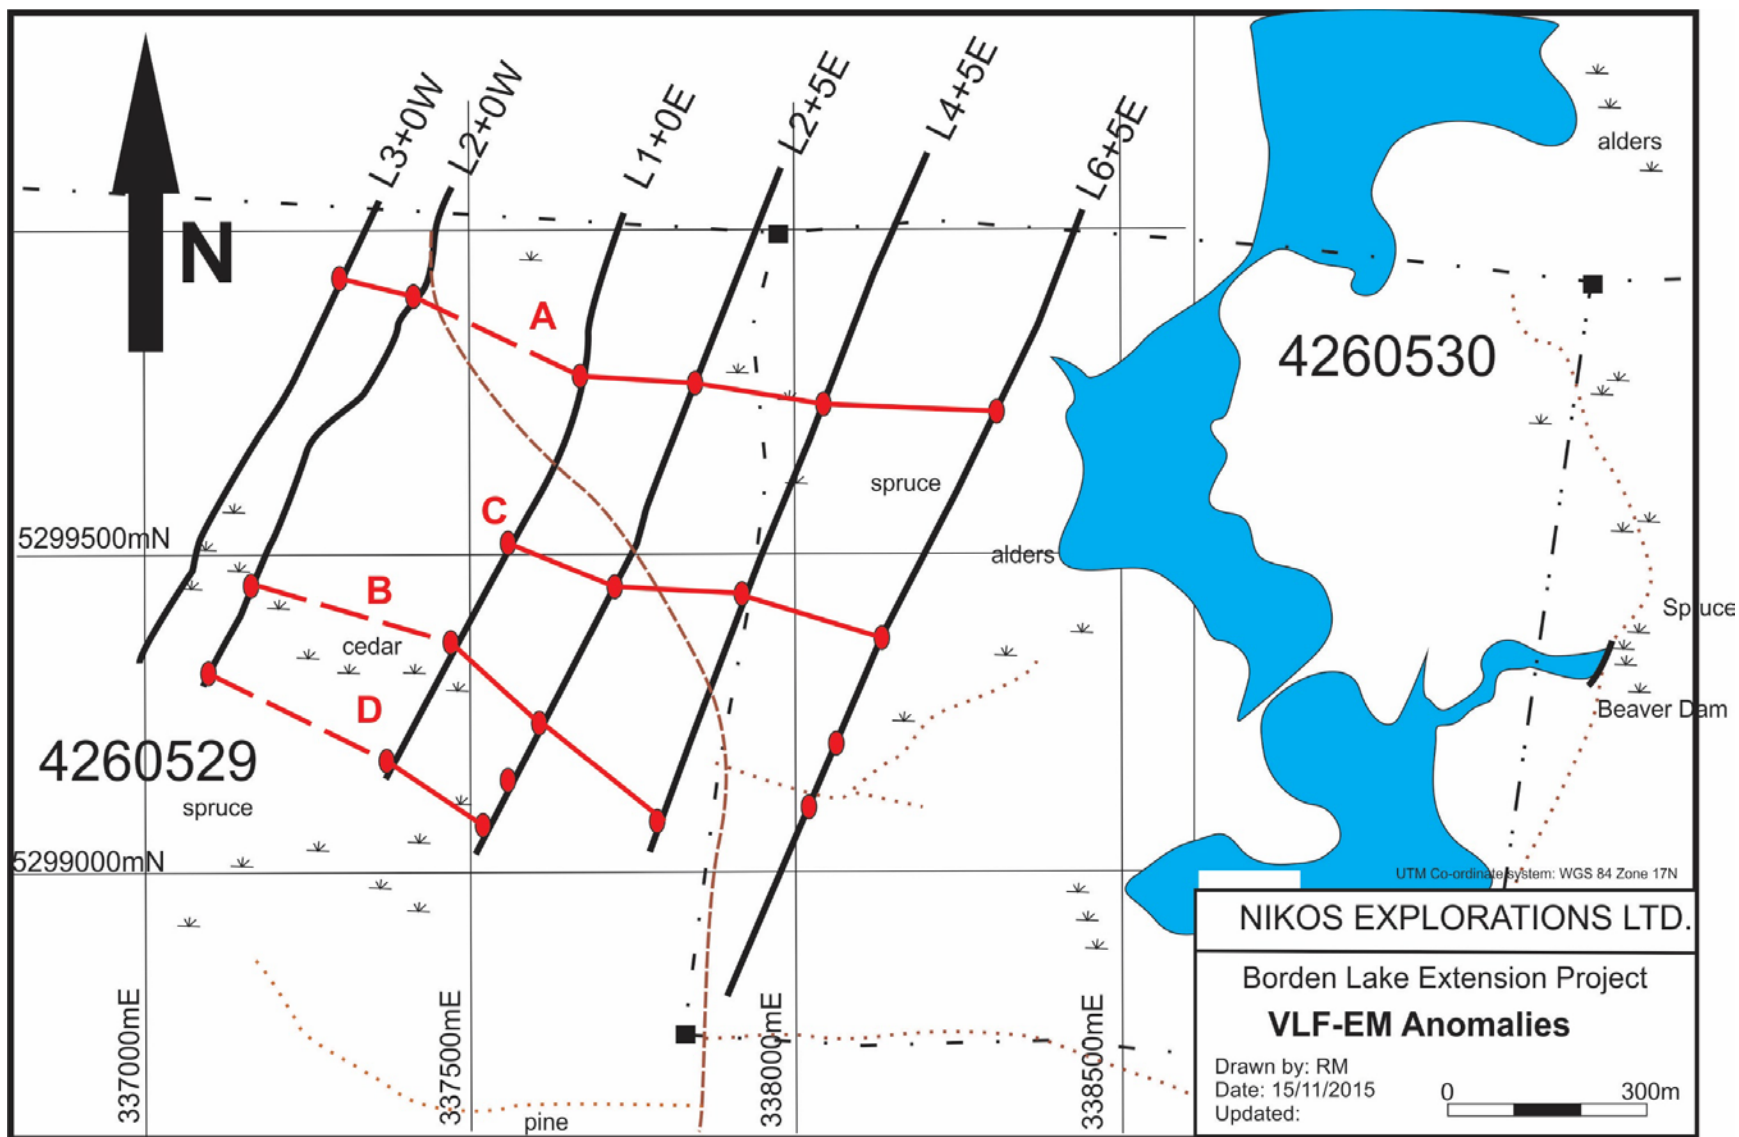 L3+0W
L2+0W
L1+0E
L2+5E
L4+5E
L6+5E
alders
N
A
4260530
C
spruce
5299500mN
alders
B
cedar
Spruce
D
Beaver Dam
4260529
spruce
5299000mN
UTM Co-ordinate system: WGS 84 Zone 17N
NIKOS EXPLORATIONS LTD.
Borden Lake Extension Project
VLF-EM Anomalies
337000mE
337500mE
338000mE
338500mE
Drawn by: RM
Date: 15/11/2015
Updated:
0 300m
pine